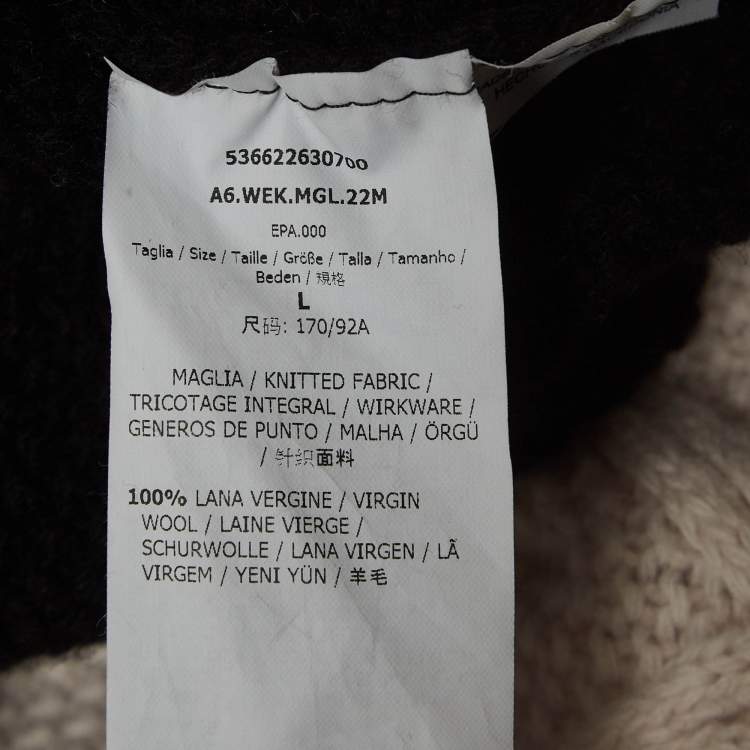 536622630700
A6.WEK.MGL.22M
EPA.000
Taglia / Size / Taille / Größe / Talla / Tamanho /
Beden / 規格
L
尺码: 170/92A
MAGLIA / KNITTED FABRIC /
TRICOTAGE INTEGRAL / WIRKWARE /
GENEROS DE PUNTO / MALHA / ÖRGÜ
/ 针织面料
100% LANA VERGINE / VIRGIN
WOOL / LAINE VIERGE /
SCHURWOLLE / LANA VIRGEN / LÃ
VIRGEM / YENI YÜN / 羊毛